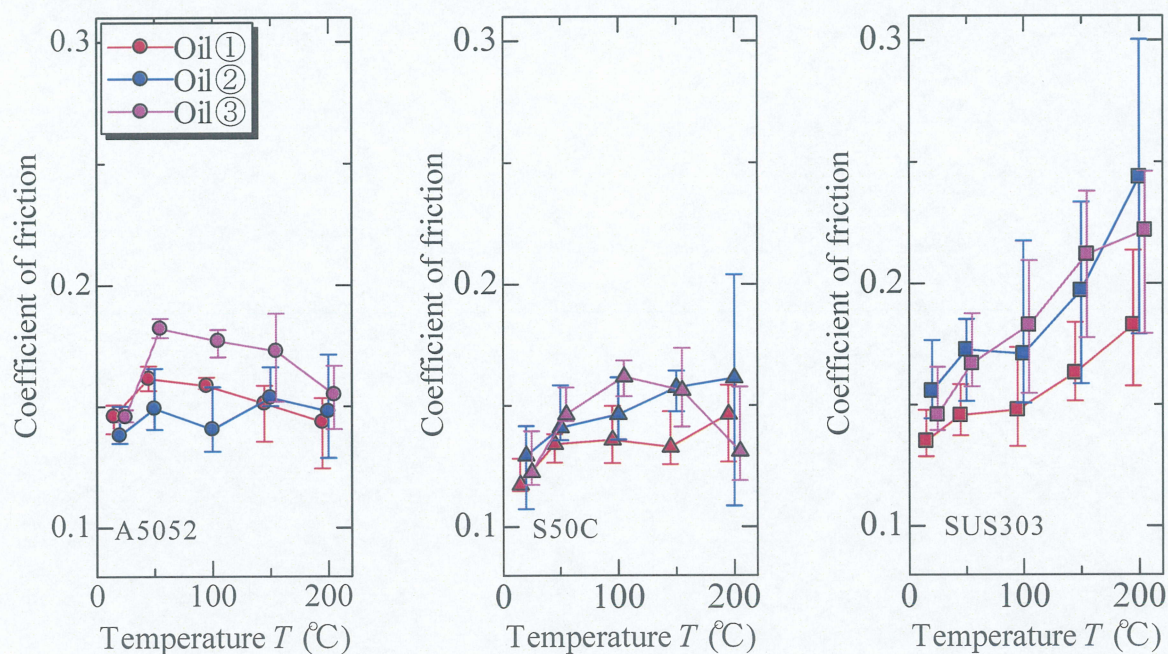 0.3
Oil①
Oil②
Oil③
0.2
0.1
Coefficient of friction
A5052
0 100 200
Temperature T (℃)
0.3
0.2
0.1
Coefficient of friction
S50C
0 100 200
Temperature T (℃)
0.3
0.2
0.1
Coefficient of friction
SUS303
0 100 200
Temperature T (℃)